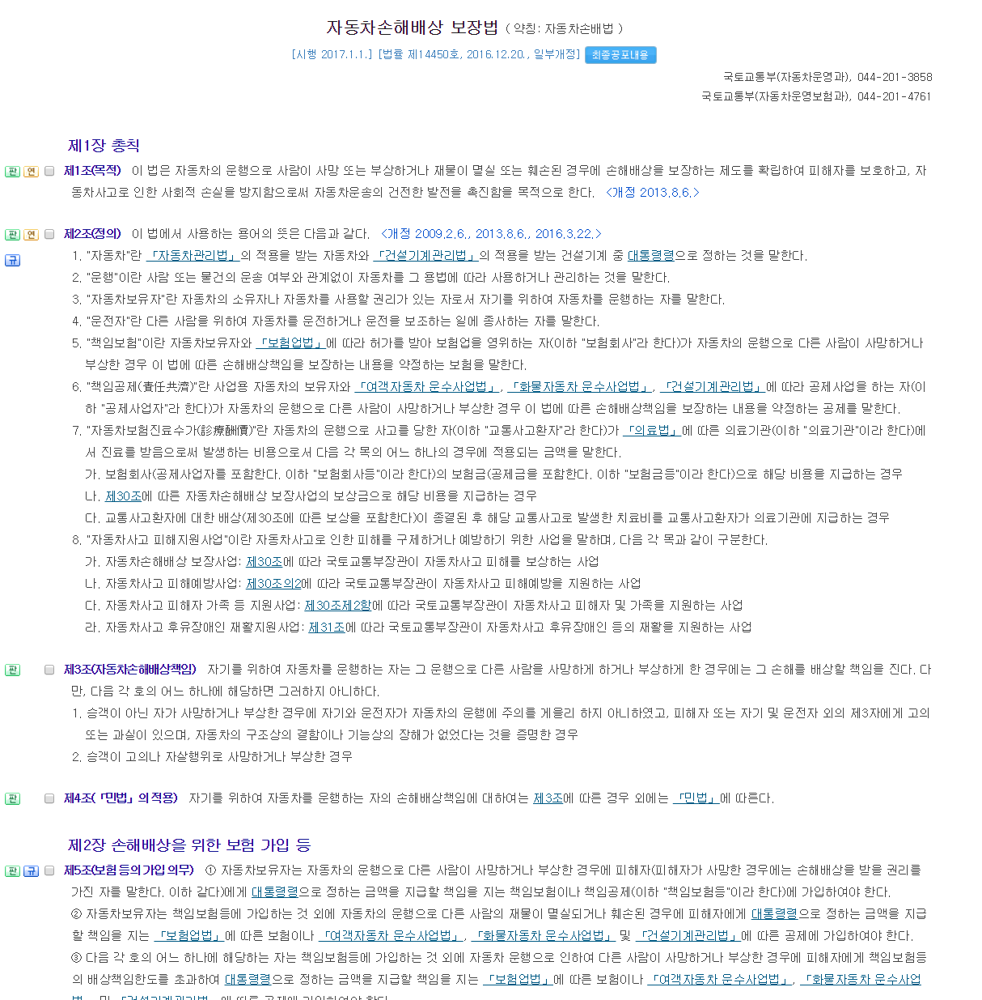 자동차손해배상 보장법 ( 약칭: 자동차손배법 )
[시행 2017.1.1.] [법률 제14450호, 2016.12.20., 일부개정] 최종공포내용
국토교통부(자동차운영과), 044-201-3858
국토교통부(자동차운영보험과), 044-201-4761
제1장 총칙
판 연 제1조(목적) 이 법은 자동차의 운행으로 사람이 사망 또는 부상하거나 재물이 멸실 또는 훼손된 경우에 손해배상을 보장하는 제도를 확립하여 피해자를 보호하고, 자
동차사고로 인한 사회적 손실을 방지함으로써 자동차운송의 건전한 발전을 촉진함을 목적으로 한다. <개정 2013.8.6.>
판 연 제2조(정의) 이 법에서 사용하는 용어의 뜻은 다음과 같다. <개정 2009.2.6., 2013.8.6., 2016.3.22.>
규 1. "자동차"란 「자동차관리법」의 적용을 받는 자동차와 「건설기계관리법」의 적용을 받는 건설기계 중 대통령령으로 정하는 것을 말한다.
2. "운행"이란 사람 또는 물건의 운송 여부와 관계없이 자동차를 그 용법에 따라 사용하거나 관리하는 것을 말한다.
3. "자동차보유자"란 자동차의 소유자나 자동차를 사용할 권리가 있는 자로서 자기를 위하여 자동차를 운행하는 자를 말한다.
4. "운전자"란 다른 사람을 위하여 자동차를 운전하거나 운전을 보조하는 일에 종사하는 자를 말한다.
5. "책임보험"이란 자동차보유자와 「보험업법」에 따라 허가를 받아 보험업을 영위하는 자(이하 "보험회사"라 한다)가 자동차의 운행으로 다른 사람이 사망하거나
부상한 경우 이 법에 따른 손해배상책임을 보장하는 내용을 약정하는 보험을 말한다.
6. "책임공제(責任共濟)"란 사업용 자동차의 보유자와 「여객자동차 운수사업법」, 「화물자동차 운수사업법」, 「건설기계관리법」에 따라 공제사업을 하는 자(이
하 "공제사업자"라 한다)가 자동차의 운행으로 다른 사람이 사망하거나 부상한 경우 이 법에 따른 손해배상책임을 보장하는 내용을 약정하는 공제를 말한다.
7. "자동차보험진료수가(診療酬價)"란 자동차의 운행으로 사고를 당한 자(이하 "교통사고환자"라 한다)가 「의료법」에 따른 의료기관(이하 "의료기관"이라 한다)에
서 진료를 받음으로써 발생하는 비용으로서 다음 각 목의 어느 하나의 경우에 적용되는 금액을 말한다.
가. 보험회사(공제사업자를 포함한다. 이하 "보험회사등"이라 한다)의 보험금(공제금을 포함한다. 이하 "보험금등"이라 한다)으로 해당 비용을 지급하는 경우
나. 제30조에 따른 자동차손해배상 보장사업의 보상금으로 해당 비용을 지급하는 경우
다. 교통사고환자에 대한 배상(제30조에 따른 보상을 포함한다)이 종결된 후 해당 교통사고로 발생한 치료비를 교통사고환자가 의료기관에 지급하는 경우
8. "자동차사고 피해지원사업"이란 자동차사고로 인한 피해를 구제하거나 예방하기 위한 사업을 말하며, 다음 각 목과 같이 구분한다.
가. 자동차손해배상 보장사업: 제30조에 따라 국토교통부장관이 자동차사고 피해를 보상하는 사업
나. 자동차사고 피해예방사업: 제30조의2에 따라 국토교통부장관이 자동차사고 피해예방을 지원하는 사업
다. 자동차사고 피해자 가족 등 지원사업: 제30조제2항에 따라 국토교통부장관이 자동차사고 피해자 및 가족을 지원하는 사업
라. 자동차사고 후유장애인 재활지원사업: 제31조에 따라 국토교통부장관이 자동차사고 후유장애인 등의 재활을 지원하는 사업
판 제3조(자동차손해배상책임) 자기를 위하여 자동차를 운행하는 자는 그 운행으로 다른 사람을 사망하게 하거나 부상하게 한 경우에는 그 손해를 배상할 책임을 진다. 다
만, 다음 각 호의 어느 하나에 해당하면 그러하지 아니하다.
1. 승객이 아닌 자가 사망하거나 부상한 경우에 자기와 운전자가 자동차의 운행에 주의를 게을리 하지 아니하였고, 피해자 또는 자기 및 운전자 외의 제3자에게 고의
또는 과실이 있으며, 자동차의 구조상의 결함이나 기능상의 장해가 없었다는 것을 증명한 경우
2. 승객이 고의나 자살행위로 사망하거나 부상한 경우
판 제4조(「민법」의 적용) 자기를 위하여 자동차를 운행하는 자의 손해배상책임에 대하여는 제3조에 따른 경우 외에는 「민법」에 따른다.
제2장 손해배상을 위한 보험 가입 등
판 규 제5조(보험 등의 가입 의무) ① 자동차보유자는 자동차의 운행으로 다른 사람이 사망하거나 부상한 경우에 피해자(피해자가 사망한 경우에는 손해배상을 받을 권리를
가진 자를 말한다. 이하 같다)에게 대통령령으로 정하는 금액을 지급할 책임을 지는 책임보험이나 책임공제(이하 "책임보험등"이라 한다)에 가입하여야 한다.
② 자동차보유자는 책임보험등에 가입하는 것 외에 자동차의 운행으로 다른 사람의 재물이 멸실되거나 훼손된 경우에 피해자에게 대통령령으로 정하는 금액을 지급
할 책임을 지는 「보험업법」에 따른 보험이나 「여객자동차 운수사업법」, 「화물자동차 운수사업법」 및 「건설기계관리법」에 따른 공제에 가입하여야 한다.
③ 다음 각 호의 어느 하나에 해당하는 자는 책임보험등에 가입하는 것 외에 자동차 운행으로 인하여 다른 사람이 사망하거나 부상한 경우에 피해자에게 책임보험등
의 배상책임한도를 초과하여 대통령령으로 정하는 금액을 지급할 책임을 지는 「보험업법」에 따른 보험이나 「여객자동차 운수사업법」, 「화물자동차 운수사업
법」 및 「건설기계관리법」에 따른 공제에 가입하여야 한다.